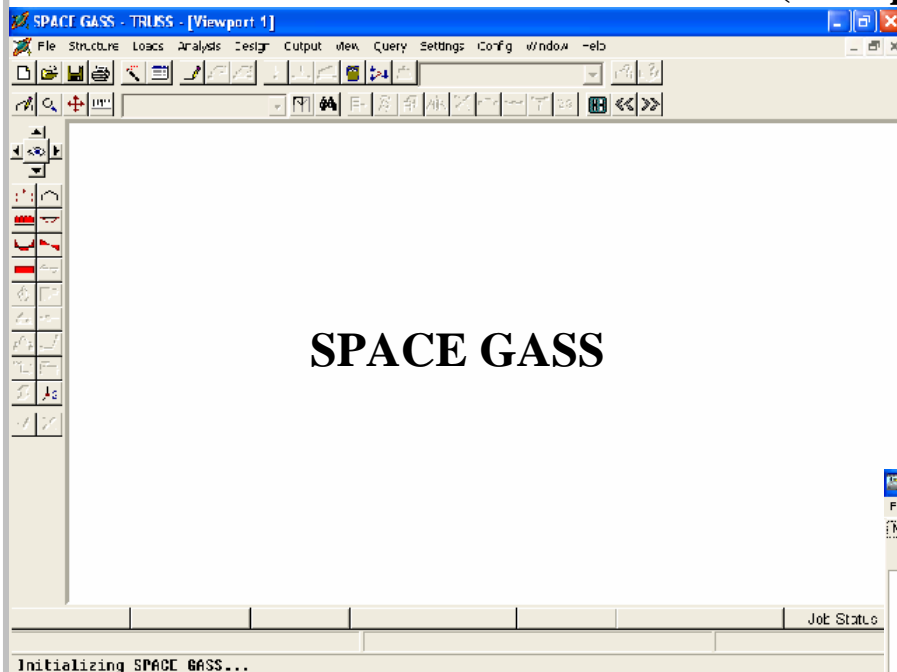 SPACE GASS - TRUSS - [Viewport 1]
File Structure Loads Analysis Design Output View Query Settings Config Window Help
SPACE GASS
Job Status
Initializing SPACE GASS...